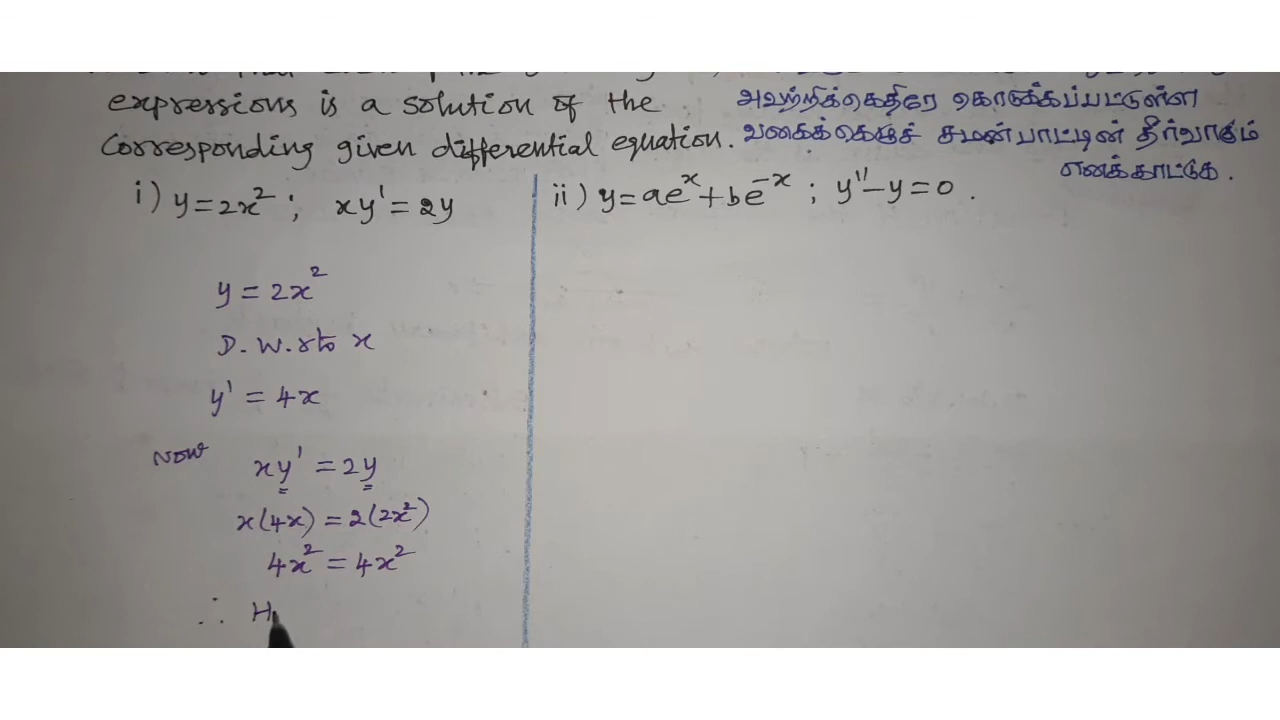 expressions is a solution of the
corresponding given differential equation.
அவற்றிக்கெதிரே கொடுக்கப்பட்டுள்ள
வகைக்கெழுச் சமன்பாட்டின் தீர்வாகும்
எனக்காட்டுக.
i) y = 2x² ; xy' = 2y
y = 2x²
D. W. r to x
y' = 4x
Now xy' = 2y
x(4x) = 2(2x²)
4x² = 4x²
∴ H
ii) y = ae^x + be^-x ; y'' - y = 0.